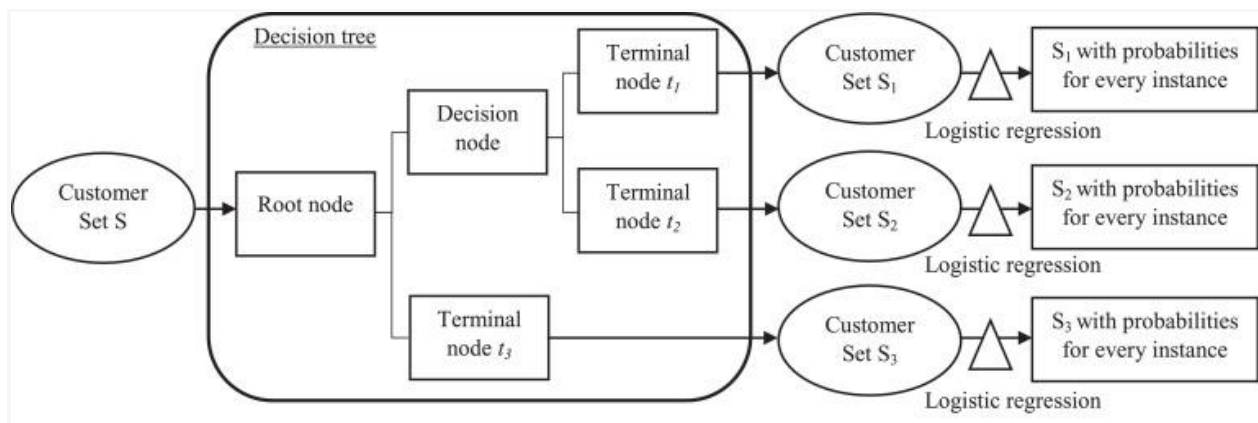 Decision tree
Customer
Set S
Root node
Decision
node
Terminal
node t₁
Terminal
node t₂
Terminal
node t₃
Customer
Set S₁
Logistic regression
S₁ with probabilities
for every instance
Customer
Set S₂
Logistic regression
S₂ with probabilities
for every instance
Customer
Set S₃
Logistic regression
S₃ with probabilities
for every instance